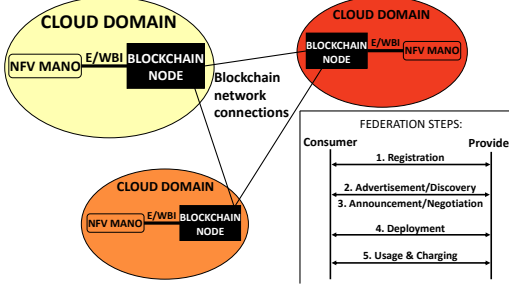 CLOUD DOMAIN
NFV MANO
E/WBI
BLOCKCHAIN
NODE
CLOUD DOMAIN
BLOCKCHAIN
NODE
E/WBI
NFV MANO
Blockchain
network
connections
CLOUD DOMAIN
NFV MANO
E/WBI
BLOCKCHAIN
NODE
FEDERATION STEPS:
Consumer
Provide
1. Registration
2. Advertisement/Discovery
3. Announcement/Negotiation
4. Deployment
5. Usage & Charging